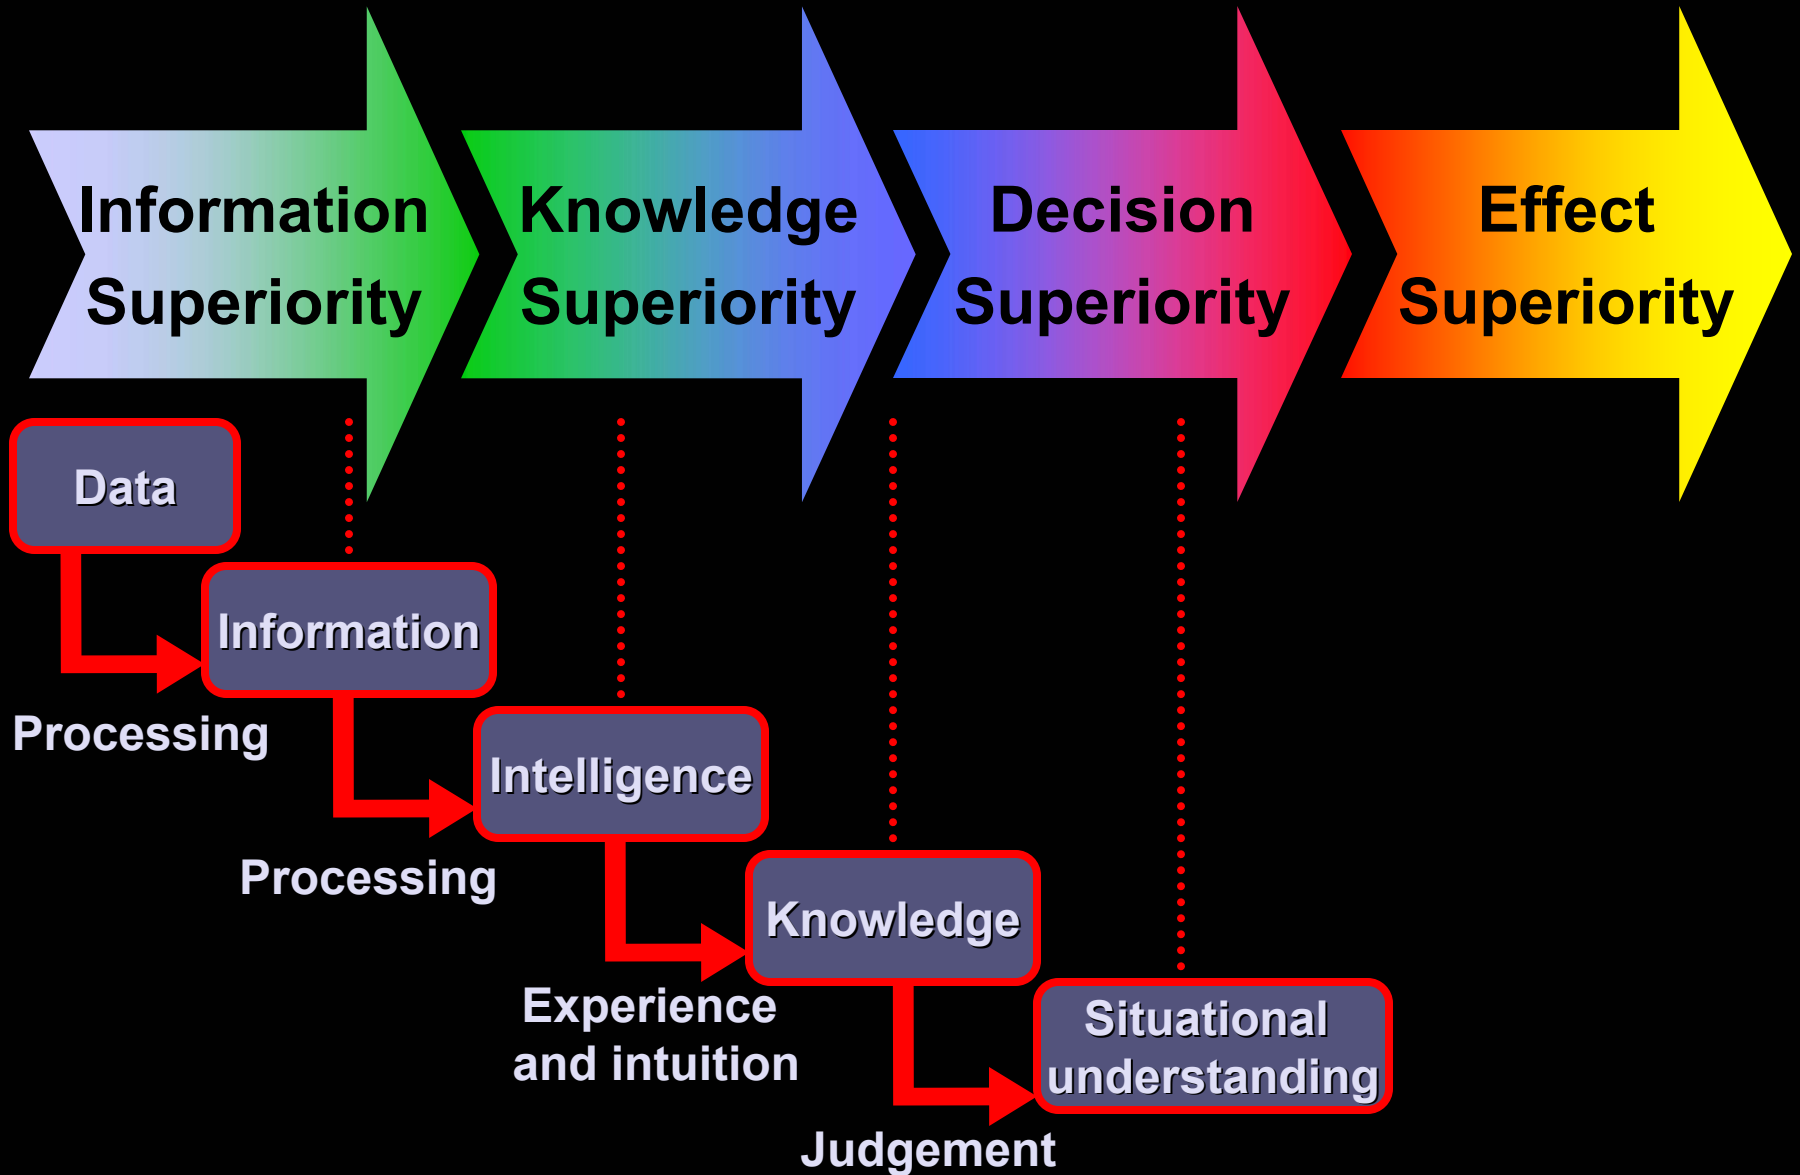 Information
Superiority
Knowledge
Superiority
Decision
Superiority
Effect
Superiority
Data
Information
Processing
Intelligence
Processing
Knowledge
Experience
and intuition
Situational
understanding
Judgement